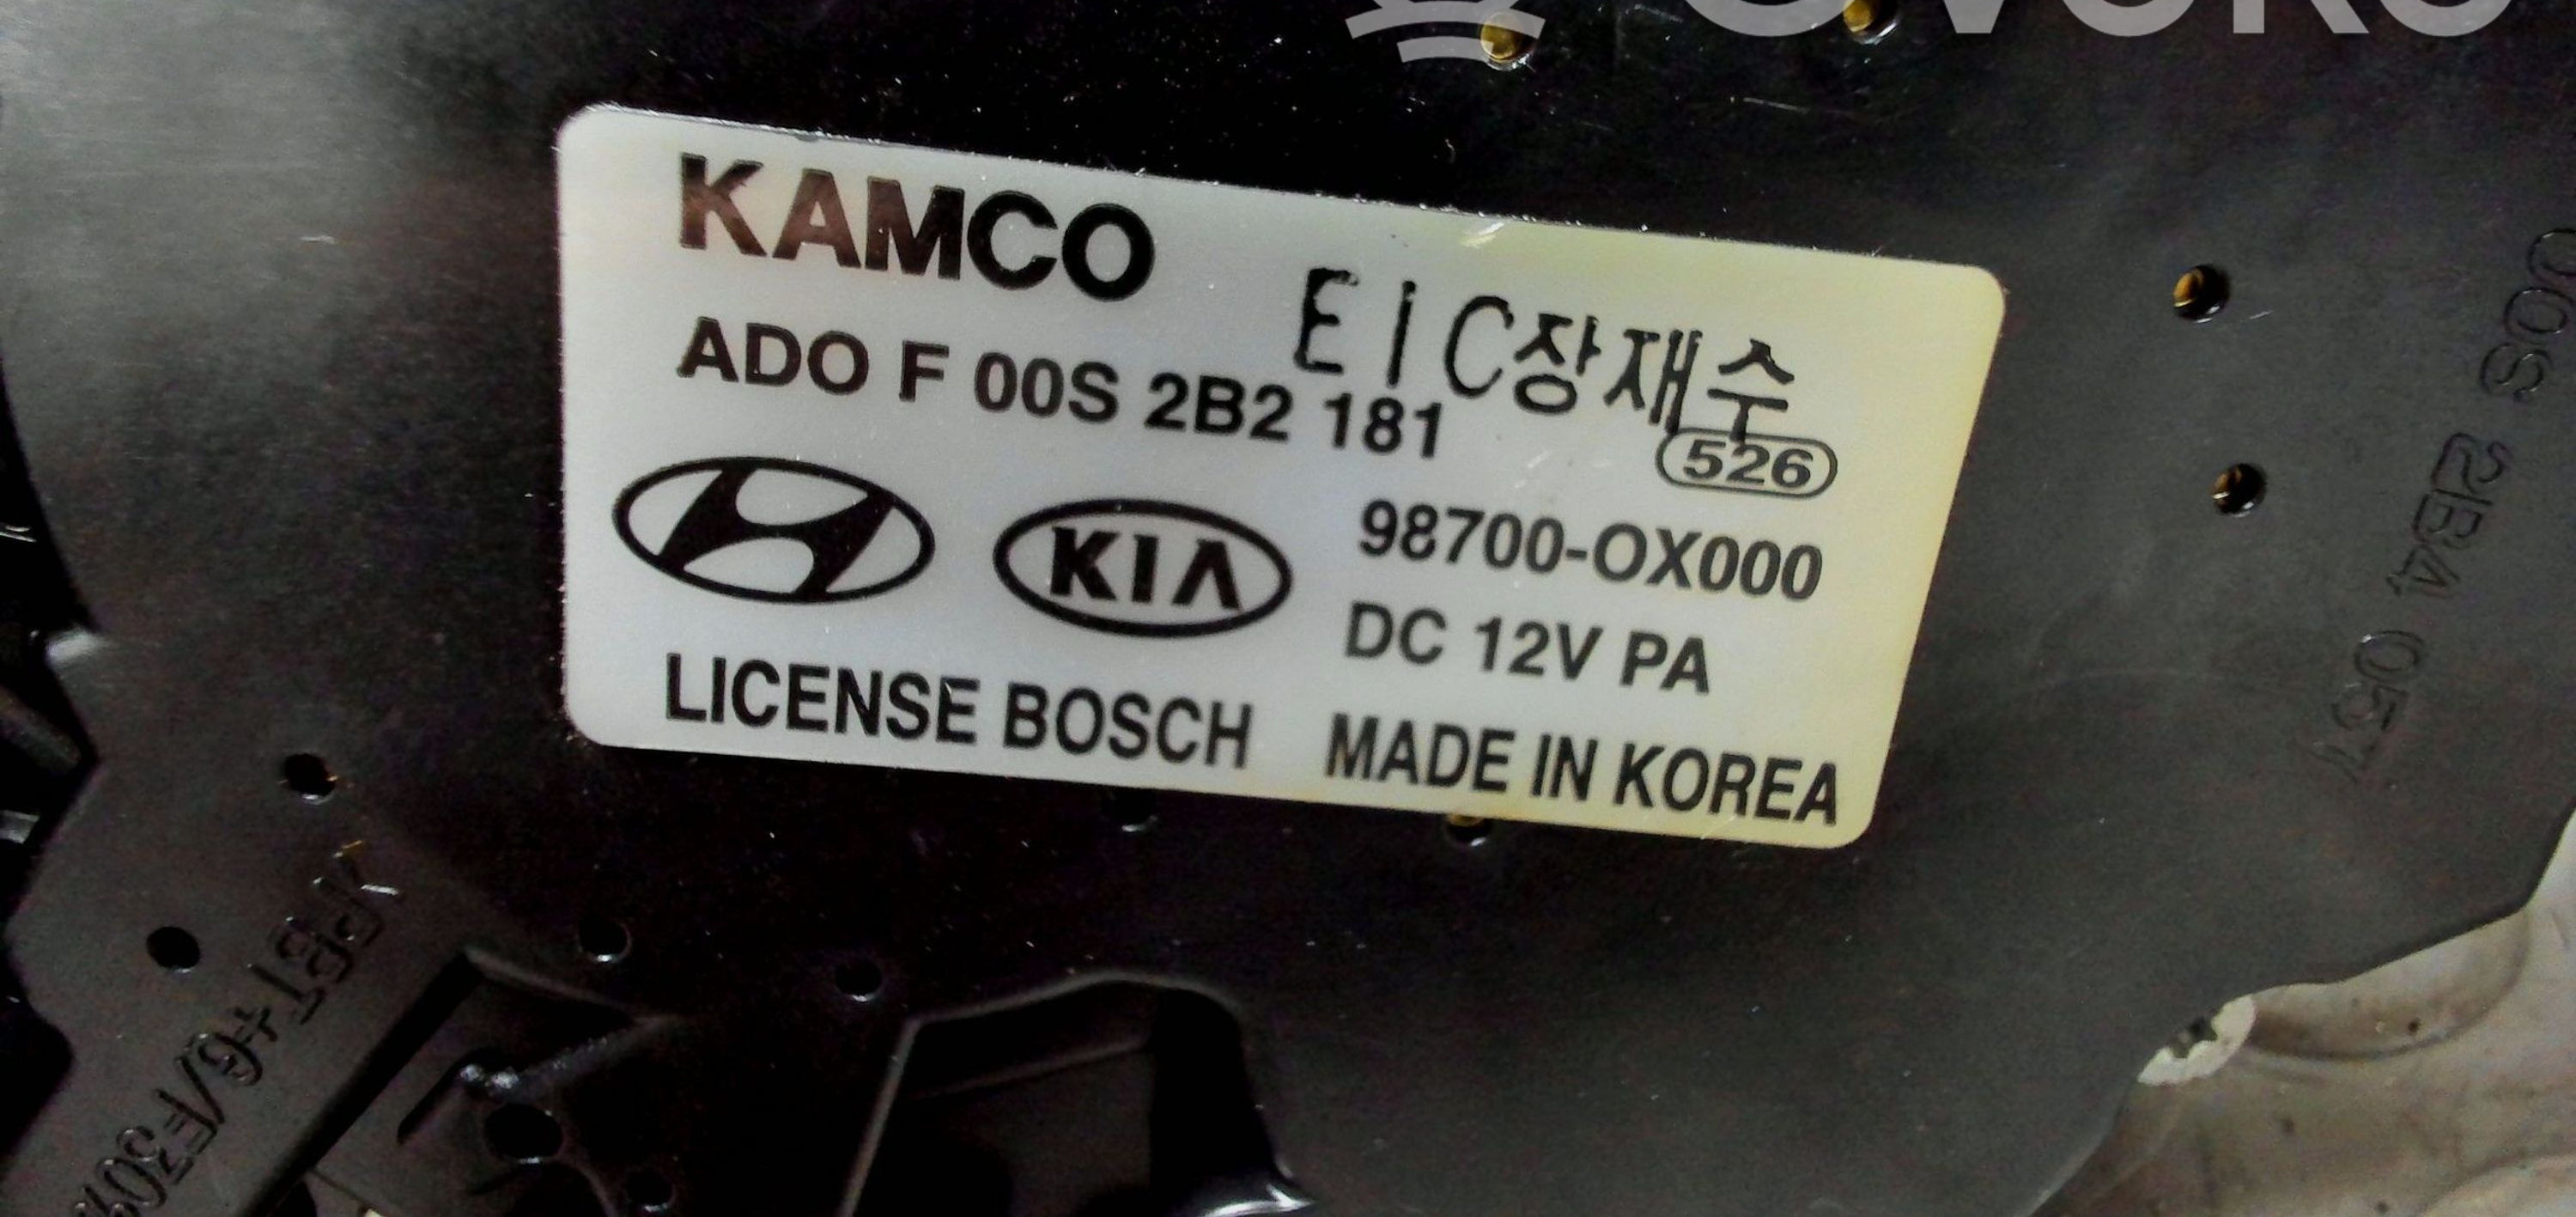 KAMCO
EIC장재수
ADO F 00S 2B2 181
526
98700-OX000
KIA
DC 12V PA
LICENSE BOSCH MADE IN KOREA
00S 2B4 057